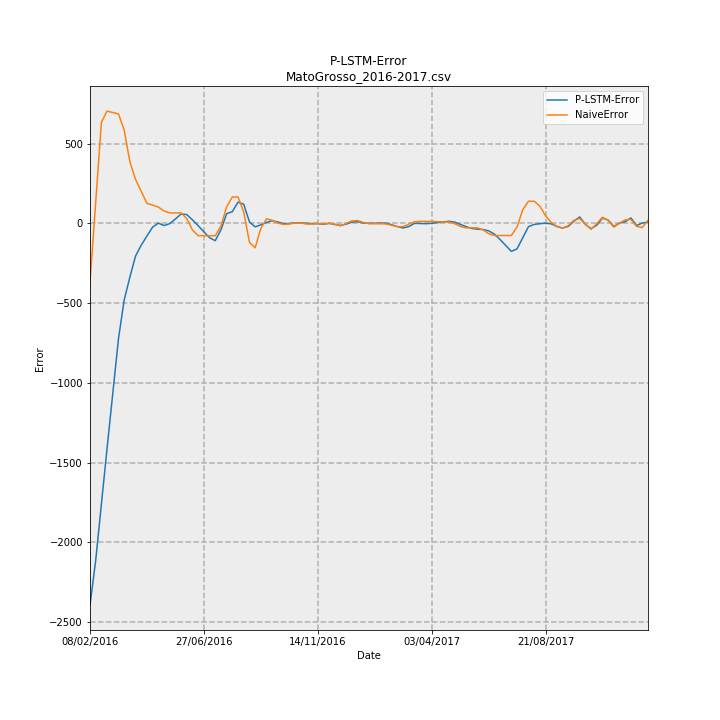 P-LSTM-Error
MatoGrosso_2016-2017.csv
P-LSTM-Error
NaiveError
Error
500
0
−500
−1000
−1500
−2000
−2500
08/02/2016 27/06/2016 14/11/2016 03/04/2017 21/08/2017
Date